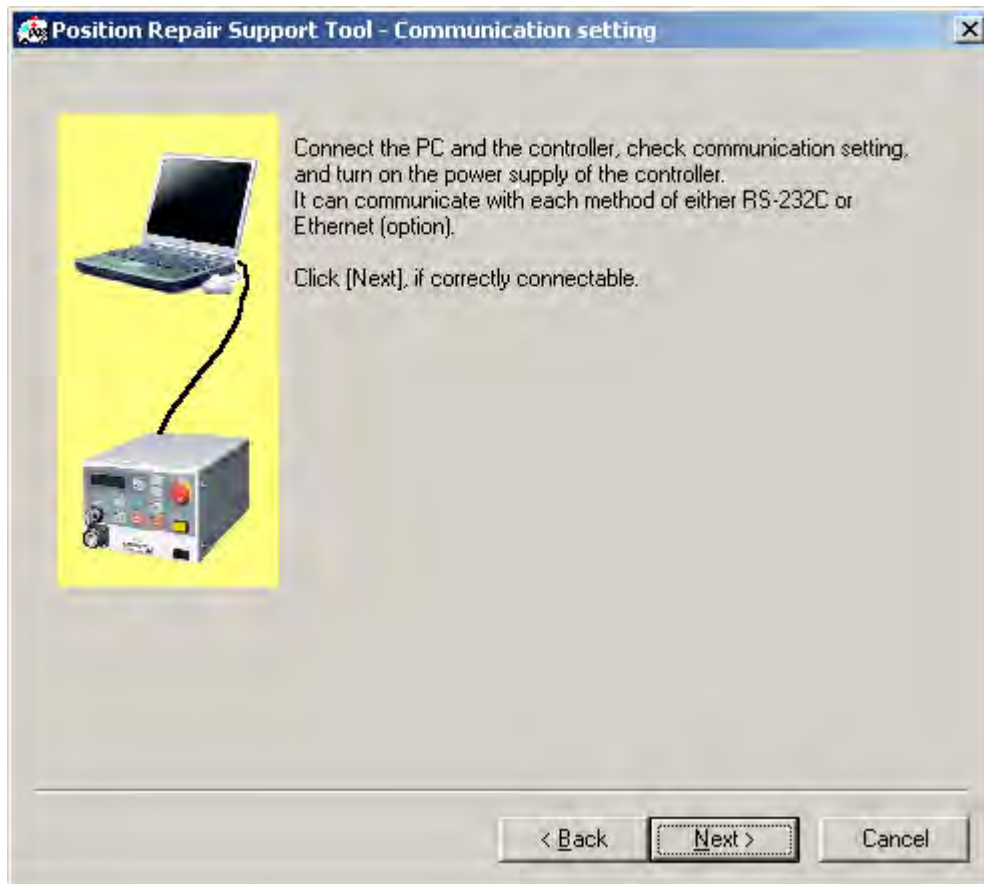 Position Repair Support Tool - Communication setting
Connect the PC and the controller, check communication setting,
and turn on the power supply of the controller.
It can communicate with each method of either RS-232C or
Ethernet (option).
Click [Next], if correctly connectable.
< Back
Next >
Cancel